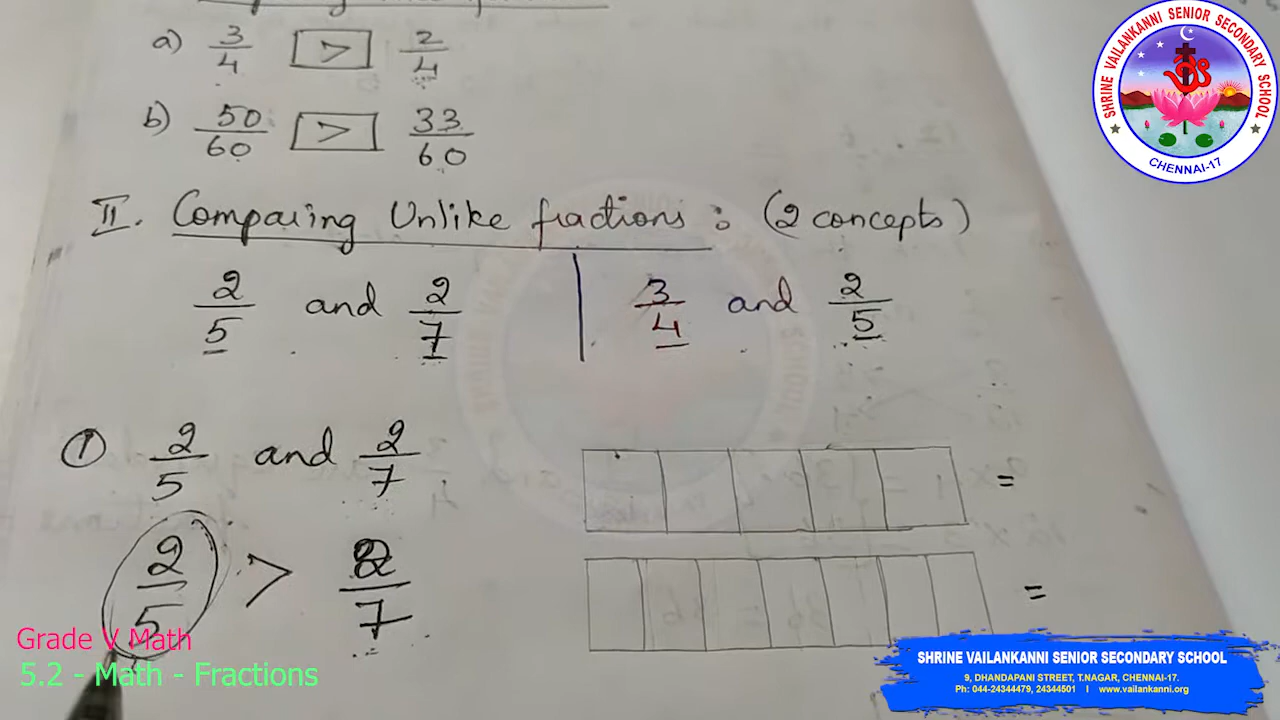 a) 3/4 > 2/4
b) 50/60 > 33/60
II. Comparing Unlike fractions : (2 concepts)
2/5 and 2/7 | 3/4 and 2/5
① 2/5 and 2/7
=
2/5 > 2/7
=
Grade V Math
5.2 - Math - Fractions
SHRINE VAILANKANNI SENIOR SECONDARY SCHOOL
CHENNAI-17
SHRINE VAILANKANNI SENIOR SECONDARY SCHOOL
9, DHANDAPANI STREET, T.NAGAR, CHENNAI-17.
Ph: 044-24344479, 24344501 I www.vailankanni.org